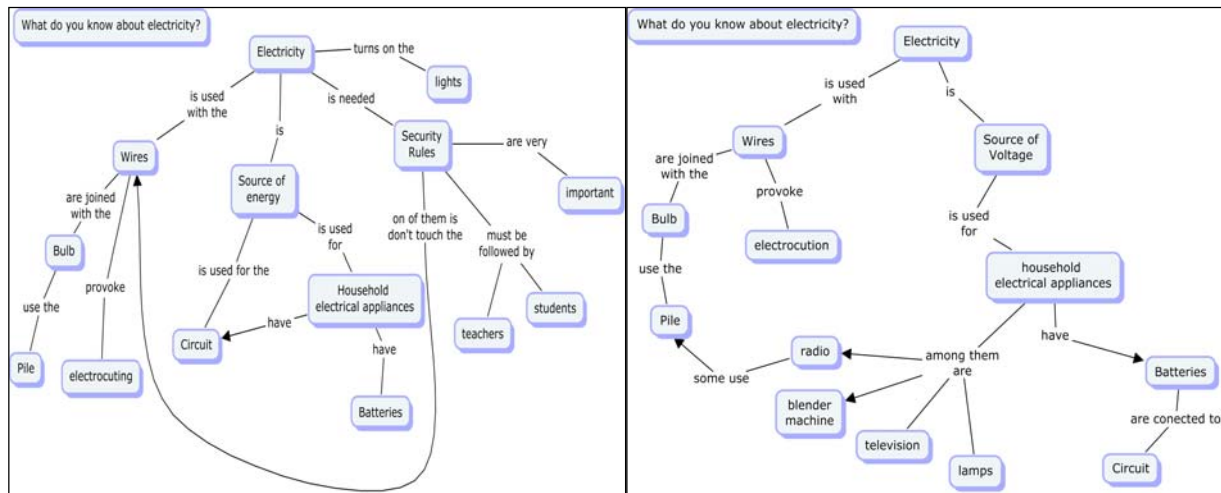 What do you know about electricity?
Electricity
turns on the
lights
is used
with the
is
is needed
Wires
Source of
energy
Security
Rules
are very
important
are joined
with the
Bulb
provoke
use the
Pile
electrocuting
is used for the
is used
for
Household
electrical appliances
Circuit
have
have
Batteries
on of them is
don't touch the
must be
followed by
teachers
students
What do you know about electricity?
Electricity
is used
with
is
Wires
Source of
Voltage
are joined
with the
provoke
Bulb
electrocution
is used
for
use the
household
electrical appliances
Pile
radio
some use
among them
are
have
Batteries
blender
machine
television
lamps
are conected to
Circuit